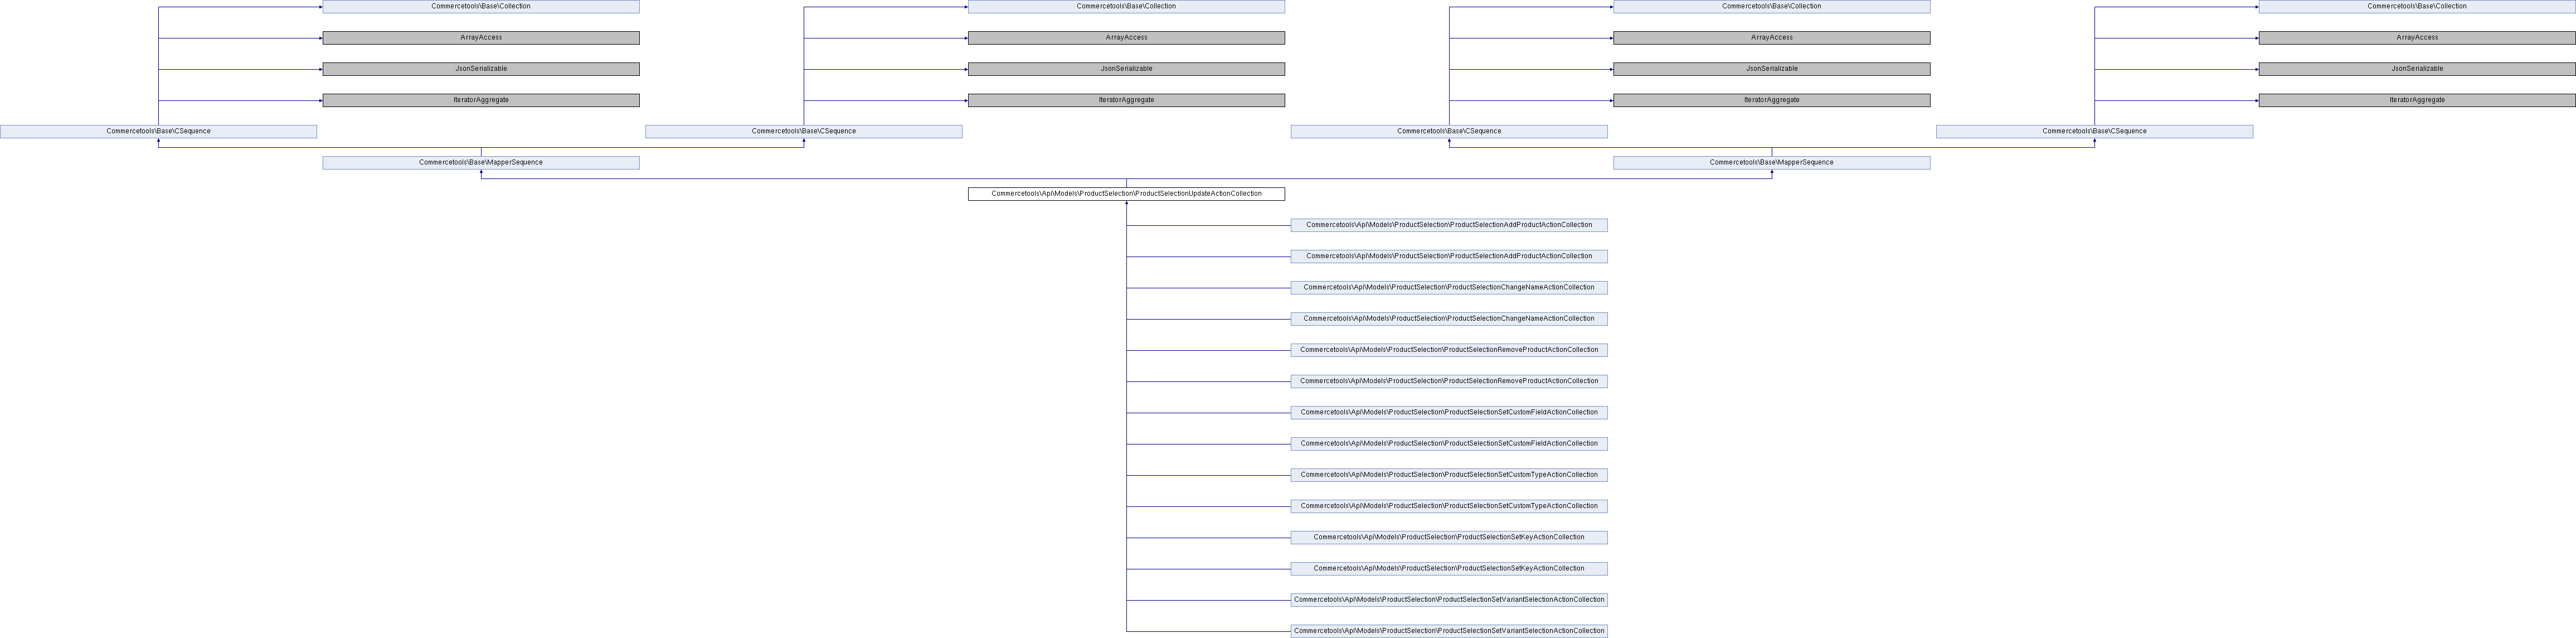 Commercetools\Base\Collection Commercetools\Base\Collection Commercetools\Base\Collection Commercetools\Base\Collection
ArrayAccess ArrayAccess ArrayAccess ArrayAccess
JsonSerializable JsonSerializable JsonSerializable JsonSerializable
IteratorAggregate IteratorAggregate IteratorAggregate IteratorAggregate
Commercetools\Base\CSequence Commercetools\Base\CSequence Commercetools\Base\CSequence Commercetools\Base\CSequence
Commercetools\Base\MapperSequence Commercetools\Base\MapperSequence
Commercetools\Api\Models\ProductSelection\ProductSelectionUpdateActionCollection
Commercetools\Api\Models\ProductSelection\ProductSelectionAddProductActionCollection
Commercetools\Api\Models\ProductSelection\ProductSelectionAddProductActionCollection
Commercetools\Api\Models\ProductSelection\ProductSelectionChangeNameActionCollection
Commercetools\Api\Models\ProductSelection\ProductSelectionChangeNameActionCollection
Commercetools\Api\Models\ProductSelection\ProductSelectionRemoveProductActionCollection
Commercetools\Api\Models\ProductSelection\ProductSelectionRemoveProductActionCollection
Commercetools\Api\Models\ProductSelection\ProductSelectionSetCustomFieldActionCollection
Commercetools\Api\Models\ProductSelection\ProductSelectionSetCustomFieldActionCollection
Commercetools\Api\Models\ProductSelection\ProductSelectionSetCustomTypeActionCollection
Commercetools\Api\Models\ProductSelection\ProductSelectionSetCustomTypeActionCollection
Commercetools\Api\Models\ProductSelection\ProductSelectionSetKeyActionCollection
Commercetools\Api\Models\ProductSelection\ProductSelectionSetKeyActionCollection
Commercetools\Api\Models\ProductSelection\ProductSelectionSetVariantSelectionActionCollection
Commercetools\Api\Models\ProductSelection\ProductSelectionSetVariantSelectionActionCollection